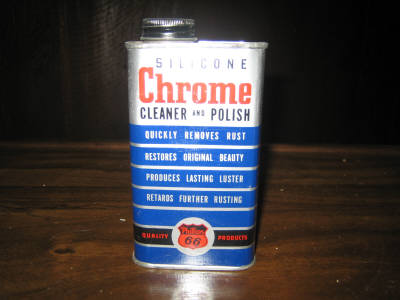 SILICONE
Chrome
CLEANER AND POLISH
QUICKLY REMOVES RUST
RESTORES ORIGINAL BEAUTY
PRODUCES LASTING LUSTER
RETARDS FURTHER RUSTING
QUALITY Phillips 66 PRODUCTS